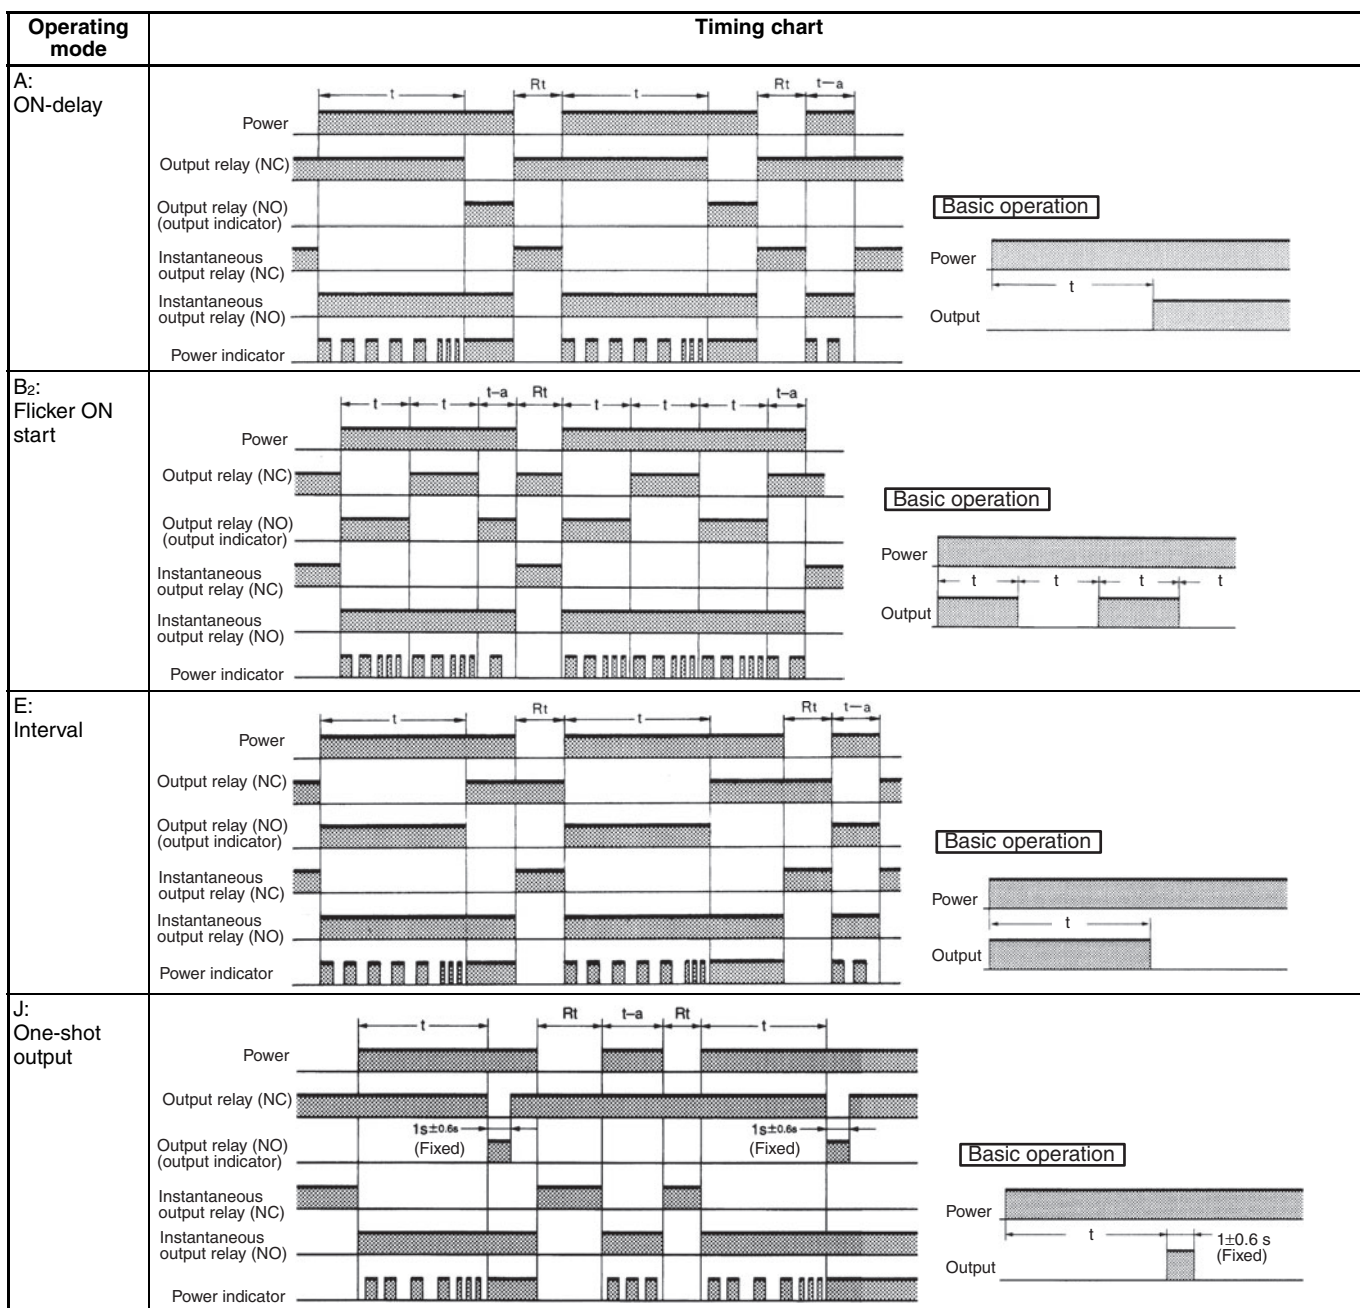 Operating mode
Timing chart
A:
ON-delay
t
Rt
t
Rt
t–a
Power
Output relay (NC)
Output relay (NO)
(output indicator)
Instantaneous
output relay (NC)
Instantaneous
output relay (NO)
Power indicator
Basic operation
Power
t
Output
B₂:
Flicker ON
start
t
t
t–a
Rt
t
t
t
t–a
Power
Output relay (NC)
Output relay (NO)
(output indicator)
Instantaneous
output relay (NC)
Instantaneous
output relay (NO)
Power indicator
Basic operation
Power
t
t
t
t
Output
E:
Interval
t
Rt
t
Rt
t–a
Power
Output relay (NC)
Output relay (NO)
(output indicator)
Instantaneous
output relay (NC)
Instantaneous
output relay (NO)
Power indicator
Basic operation
Power
t
Output
J:
One-shot
output
t
Rt
t–a
Rt
t
Power
Output relay (NC)
1s±0.6s
(Fixed)
1s±0.6s
(Fixed)
Output relay (NO)
(output indicator)
Instantaneous
output relay (NC)
Instantaneous
output relay (NO)
Power indicator
Basic operation
Power
t
1±0.6 s
(Fixed)
Output